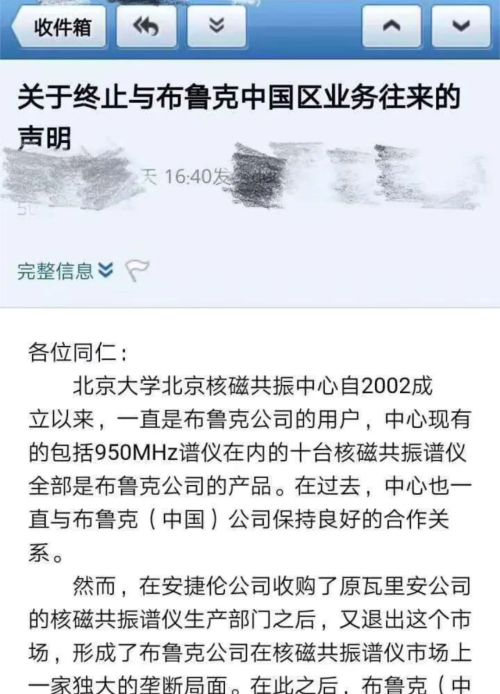 收件箱
关于终止与布鲁克中国区业务往来的
声明
天 16:40发
完整信息
各位同仁：
北京大学北京核磁共振中心自2002成
立以来，一直是布鲁克公司的用户，中心现有
的包括950MHz谱仪在内的十台核磁共振谱仪
全部是布鲁克公司的产品。在过去，中心也一
直与布鲁克（中国）公司保持良好的合作关
系。
然而，在安捷伦公司收购了原瓦里安公司
的核磁共振谱仪生产部门之后，又退出这个市
场，形成了布鲁克公司在核磁共振谱仪市场上
一家独大的垄断局面。在此之后，布鲁克（中